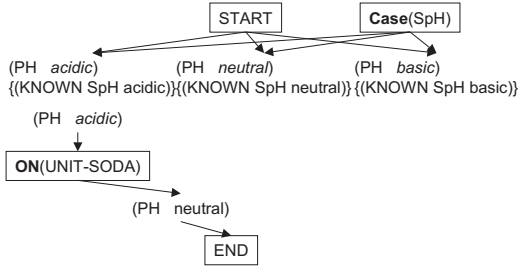 START Case(SpH)
(PH acidic) (PH neutral) (PH basic)
{(KNOWN SpH acidic)}{(KNOWN SpH neutral)}{(KNOWN SpH basic)}
(PH acidic)
ON(UNIT-SODA)
(PH neutral)
END